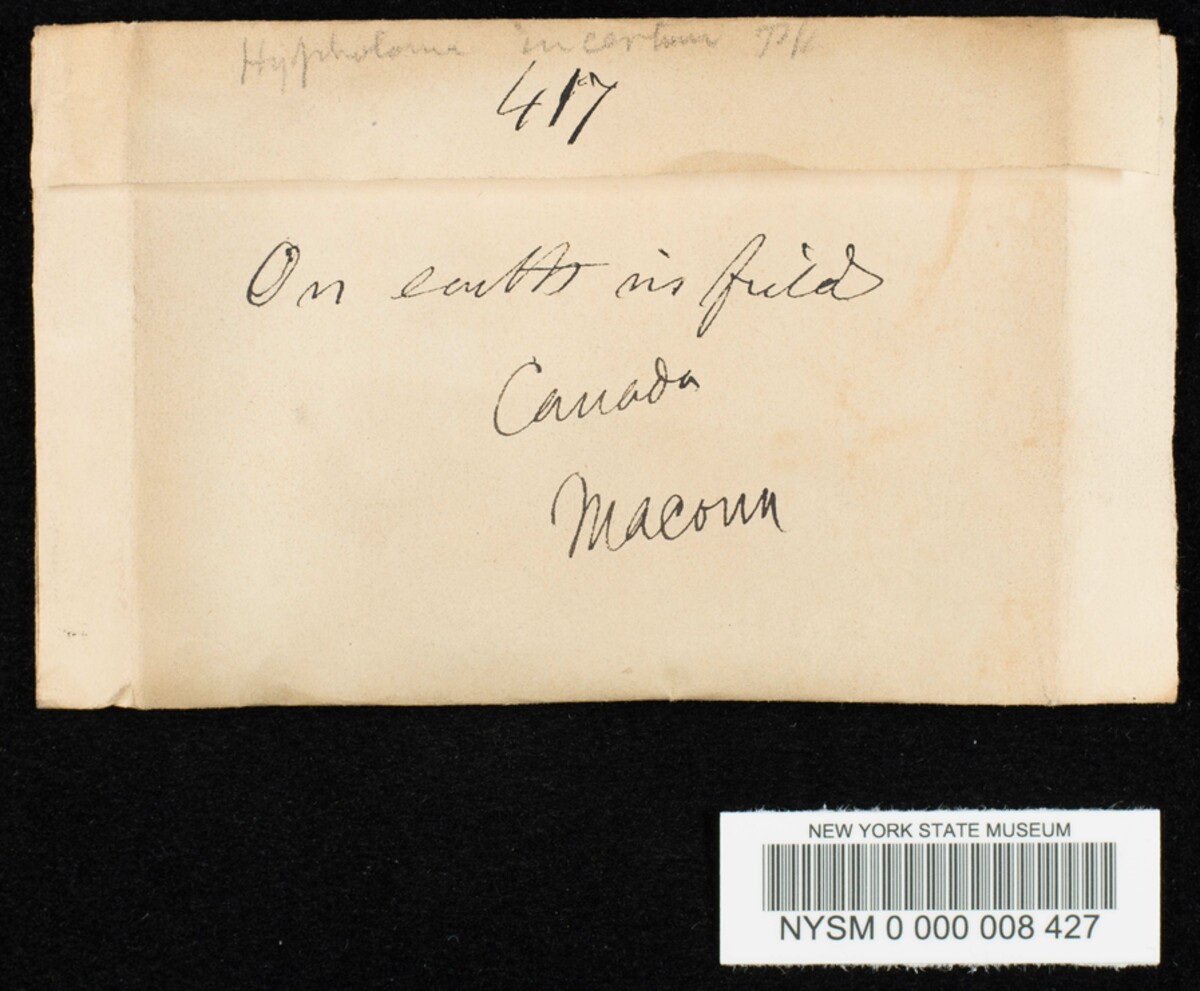 Hypholoma incertum Pk
417
On earth in field
Canada
Macoun
NEW YORK STATE MUSEUM
NYSM 0 000 008 427